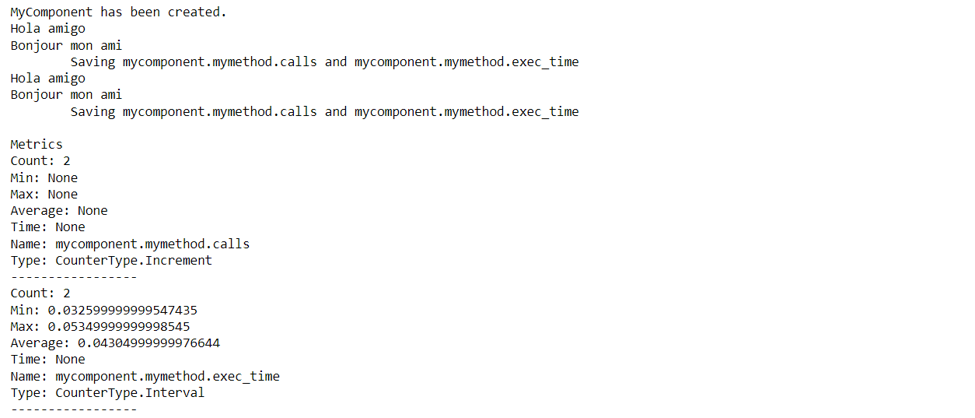 MyComponent has been created.
Hola amigo
Bonjour mon ami
        Saving mycomponent.mymethod.calls and mycomponent.mymethod.exec_time
Hola amigo
Bonjour mon ami
        Saving mycomponent.mymethod.calls and mycomponent.mymethod.exec_time

Metrics
Count: 2
Min: None
Max: None
Average: None
Time: None
Name: mycomponent.mymethod.calls
Type: CounterType.Increment
-----------------
Count: 2
Min: 0.032599999999547435
Max: 0.05349999999998545
Average: 0.04304999999976644
Time: None
Name: mycomponent.mymethod.exec_time
Type: CounterType.Interval
-----------------